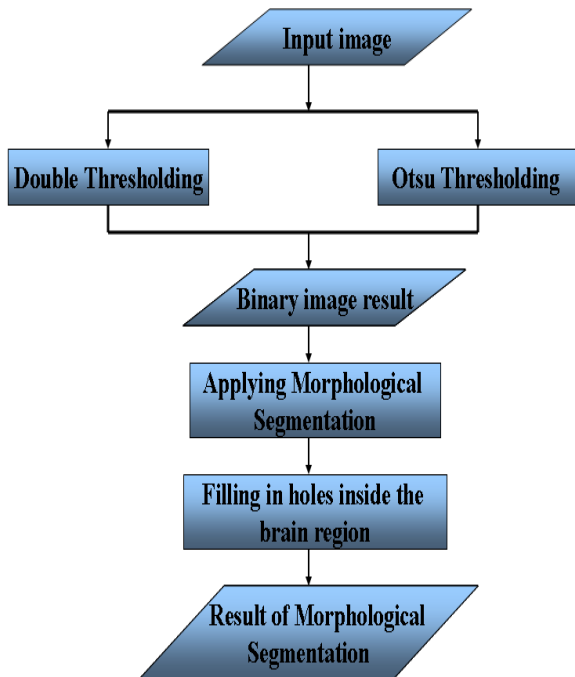 Input image
Double Thresholding
Otsu Thresholding
Binary image result
Applying Morphological
Segmentation
Filling in holes inside the
brain region
Result of Morphological
Segmentation